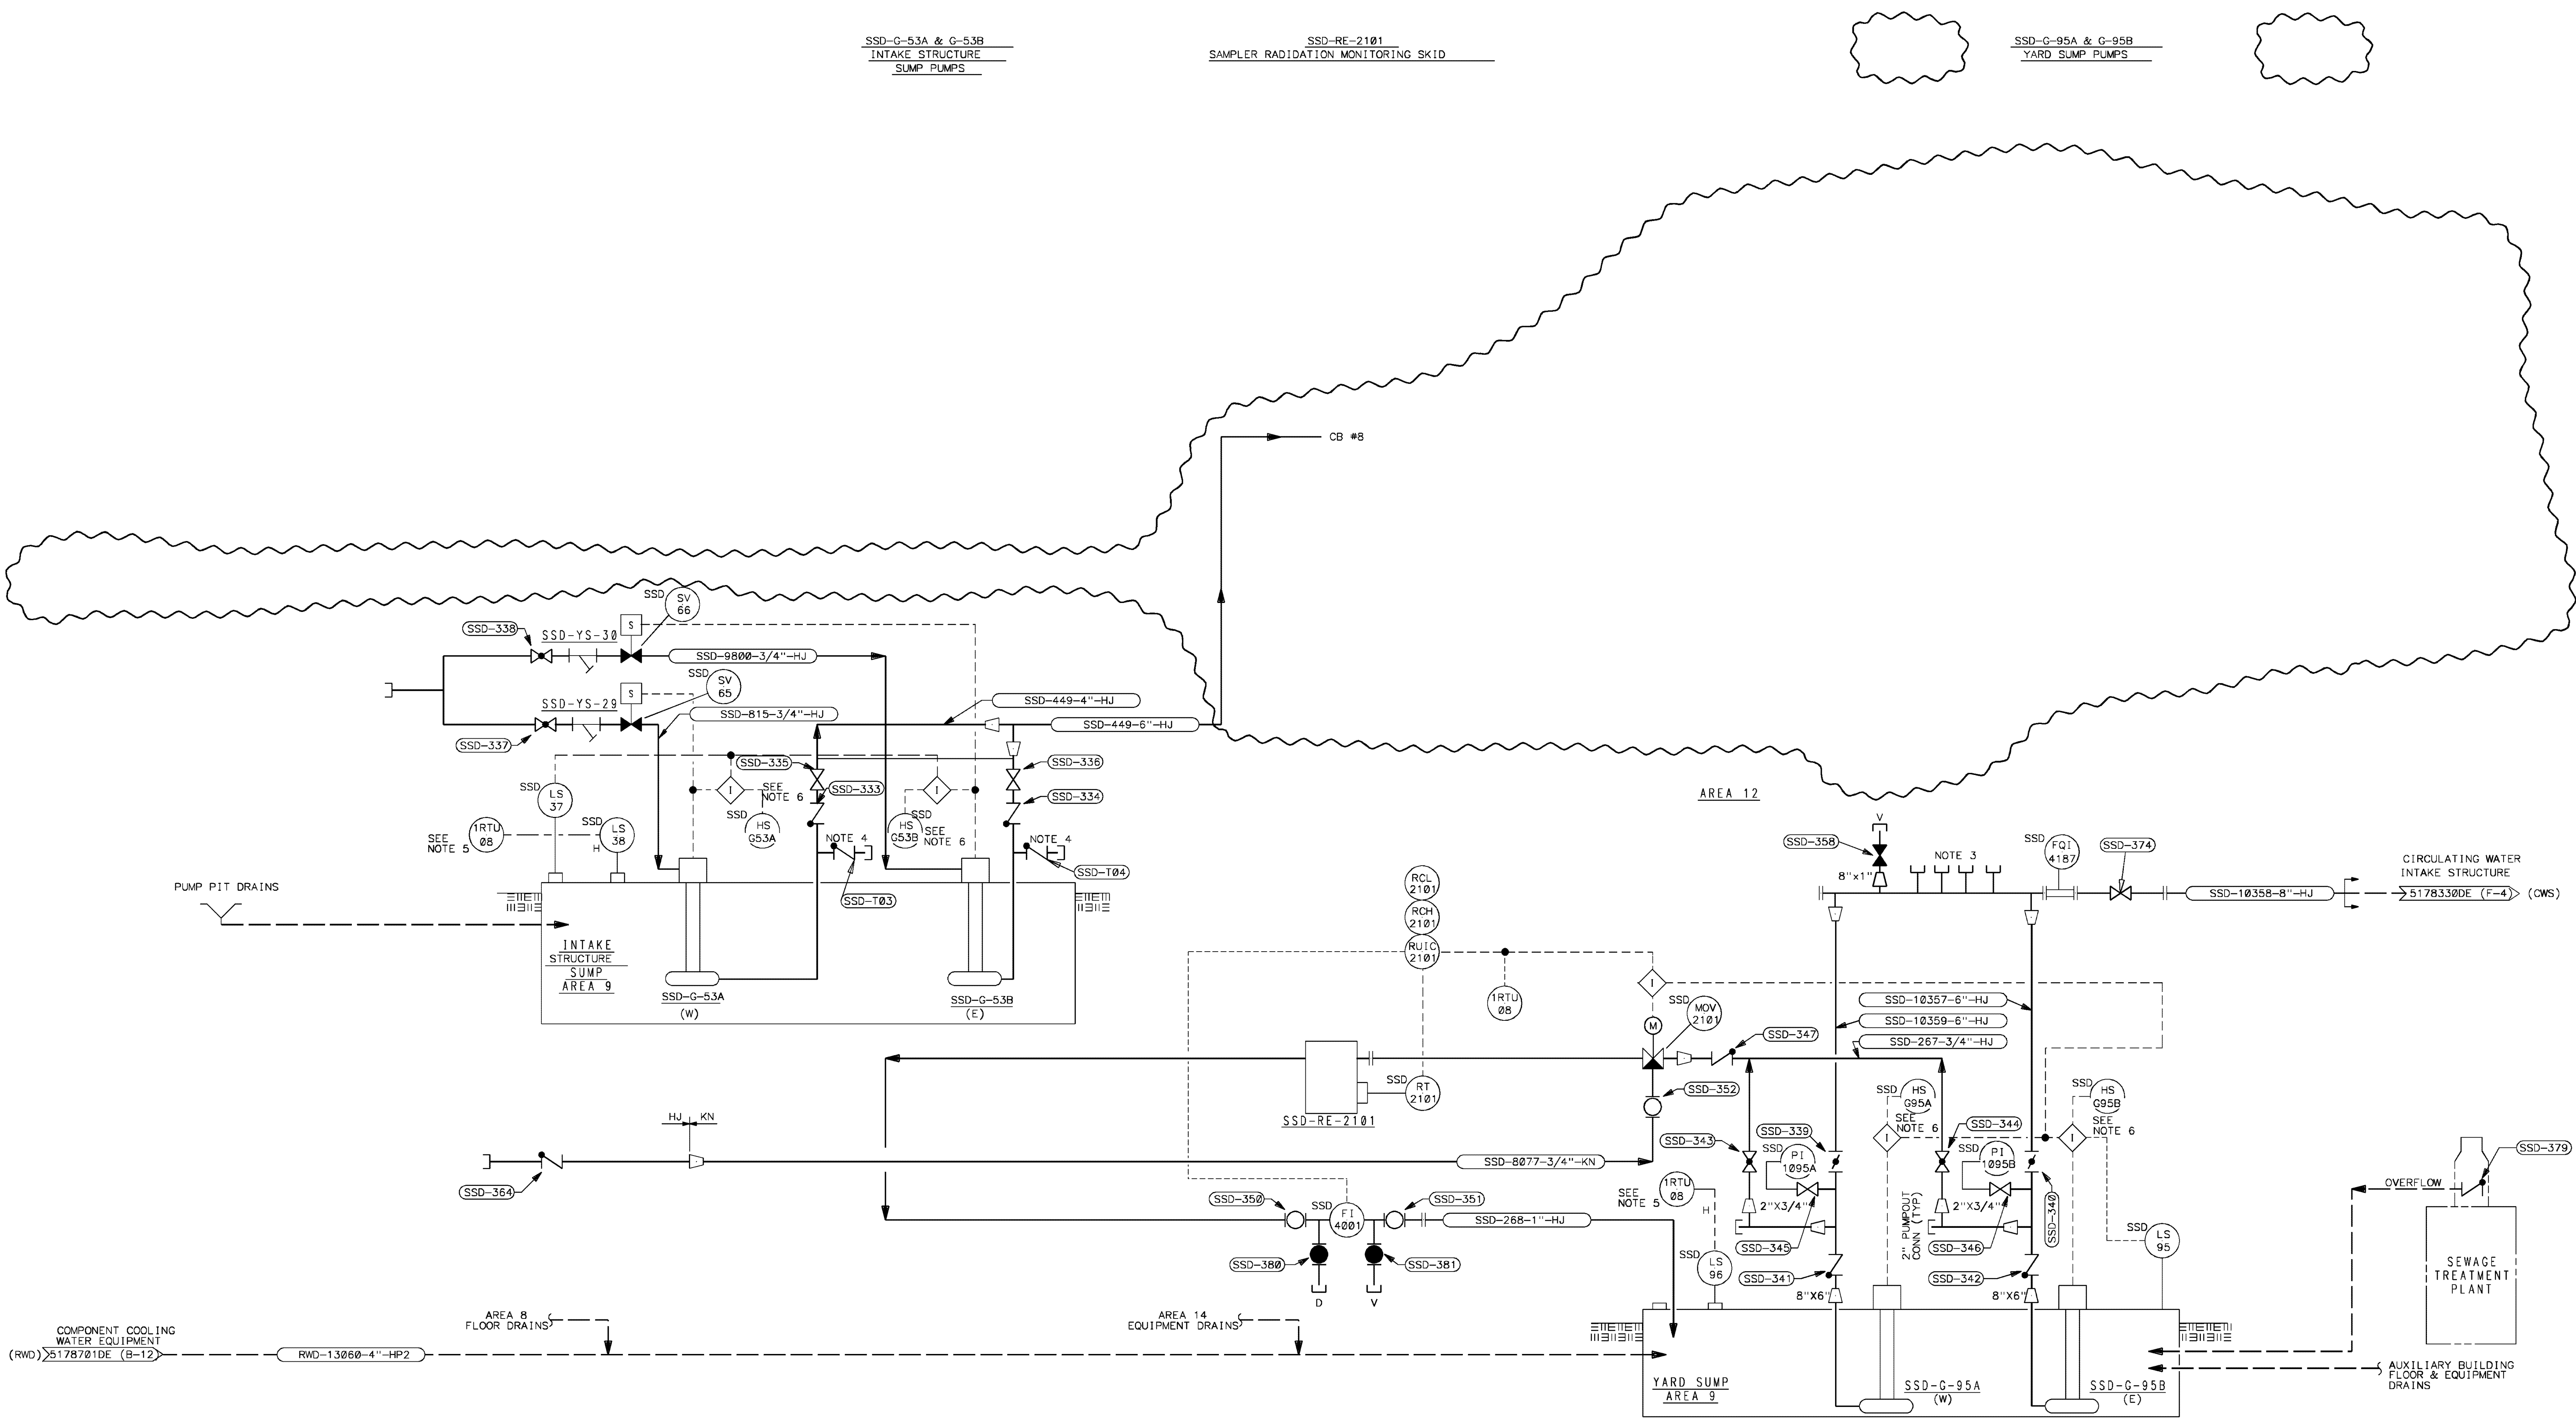 SSD-G-53A & G-53B
INTAKE STRUCTURE
SUMP PUMPS
SSD-RE-2101
SAMPLER RADIDATION MONITORING SKID
SSD-G-95A & G-95B
YARD SUMP PUMPS
CB #8
SSD
SV
66
SSD-338
SSD-YS-30
S
SSD-9800-3/4"-HJ
SSD
SV
65
S
SSD-YS-29
SSD-815-3/4"-HJ
SSD-337
SSD-449-4"-HJ
SSD-449-6"-HJ
SSD-335
SSD-336
SSD
LS
37
I
SEE
NOTE 6
SSD-333
I
SSD-334
SSD
HS
G53A
SSD
HS
G53B
SEE
NOTE 6
SEE
NOTE 5
1RTU
08
SSD
LS
38
H
NOTE 4
NOTE 4
SSD-T04
SSD-T03
PUMP PIT DRAINS
INTAKE
STRUCTURE
SUMP
AREA 9
SSD-G-53A
(W)
SSD-G-53B
(E)
AREA 12
V
SSD-358
8"x1"
NOTE 3
SSD
FQI
4187
SSD-374
CIRCULATING WATER
INTAKE STRUCTURE
SSD-10358-8"-HJ
5178330DE (F-4)
(CWS)
RCL
2101
RCH
2101
RUIC
2101
1RTU
08
I
SSD
MOV
2101
M
SSD-347
SSD-10357-6"-HJ
SSD-10359-6"-HJ
SSD-267-3/4"-HJ
SSD
RT
2101
SSD-RE-2101
SSD-352
SSD
HS
G95A
SEE
NOTE 6
I
SSD
HS
G95B
SEE
NOTE 6
I
HJ
KN
SSD-364
SSD-8077-3/4"-KN
SSD-343
SSD-339
SSD-344
SSD
PI
1095A
SSD
PI
1095B
SSD-340
SSD-379
OVERFLOW
SSD-350
SSD
FI
4001
SSD-351
SSD-268-1"-HJ
SEE
NOTE 5
1RTU
08
H
2"X3/4"
2"X3/4"
2" PUMPOUT
CONN (TYP)
SSD-345
SSD-346
SSD
LS
95
SSD-380
SSD-381
D
V
SSD
LS
96
SSD-341
SSD-342
8"X6"
8"X6"
SEWAGE
TREATMENT
PLANT
AREA 8
FLOOR DRAINS
AREA 14
EQUIPMENT DRAINS
COMPONENT COOLING
WATER EQUIPMENT
(RWD)
5178701DE (B-12)
RWD-13060-4"-HP2
YARD SUMP
AREA 9
SSD-G-95A
(W)
SSD-G-95B
(E)
AUXILIARY BUILDING
FLOOR & EQUIPMENT
DRAINS